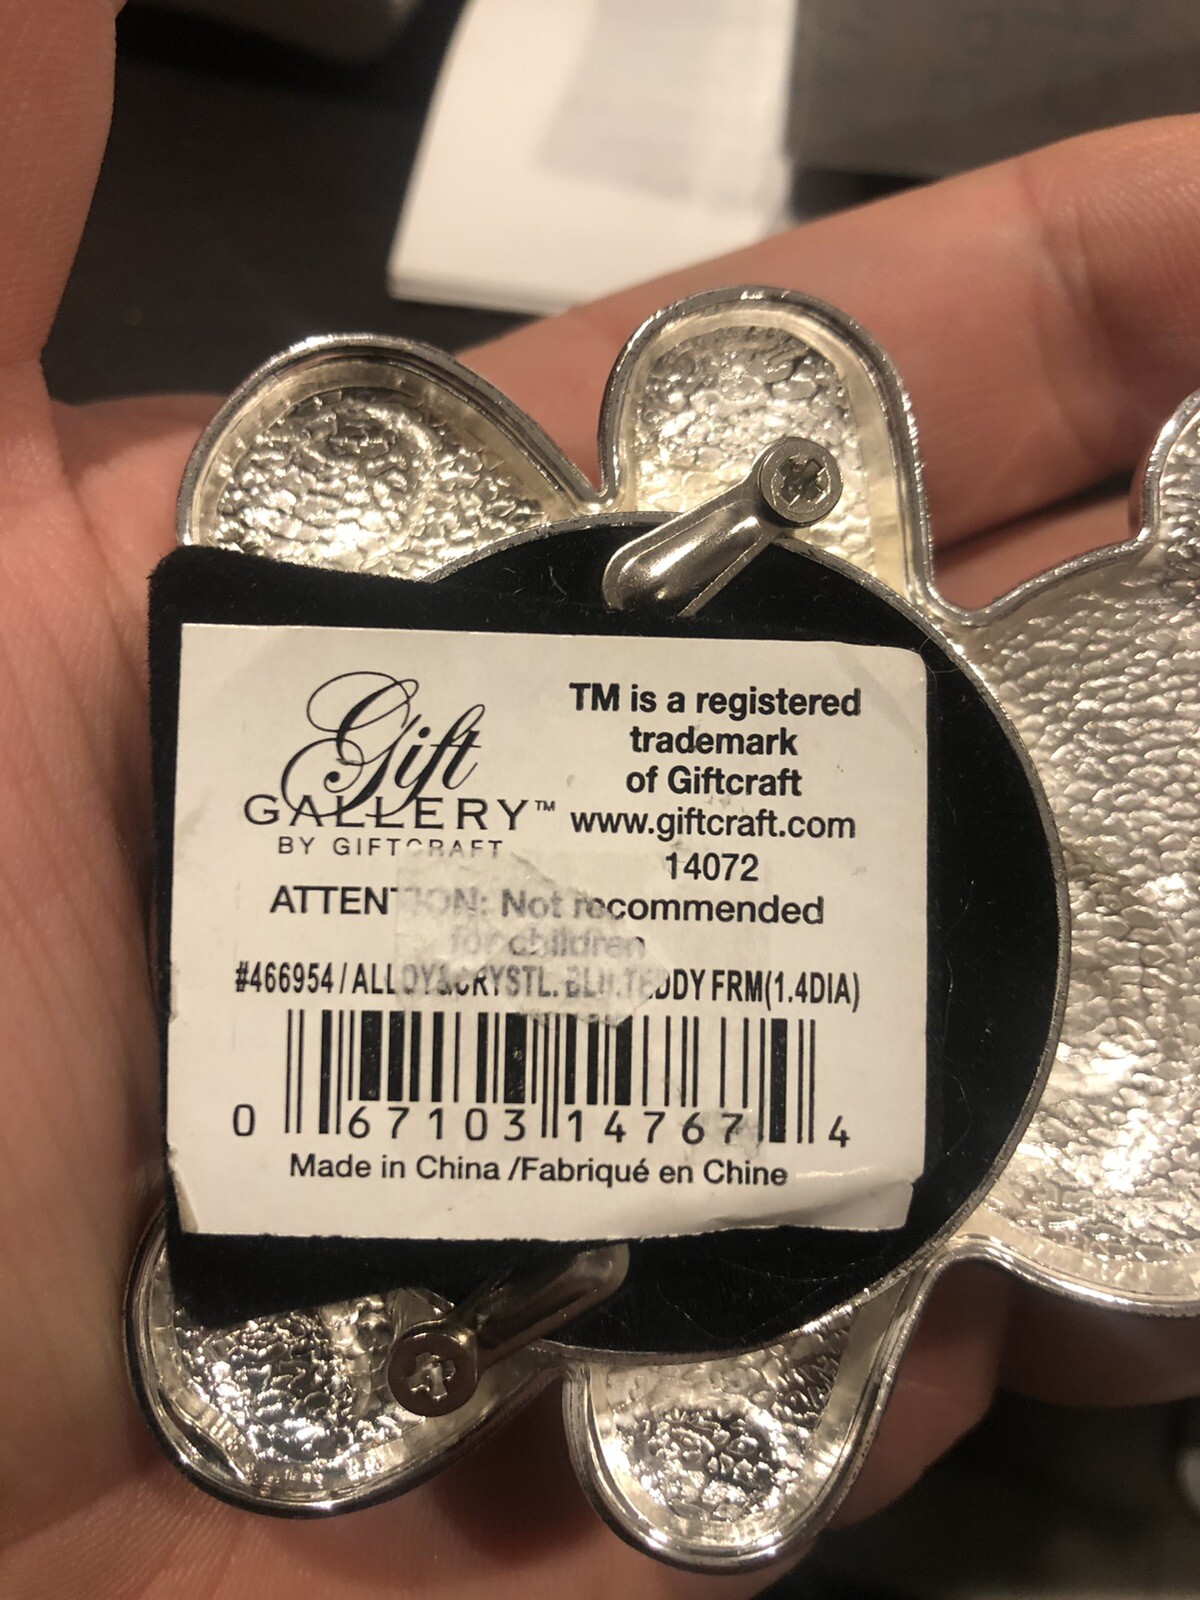 Gift
GALLERY™
BY GIFTCRAFT
TM is a registered
trademark
of Giftcraft
www.giftcraft.com
14072
ATTENTION: Not recommended
for children
#466954/ALLOY&CRYSTL.BLU.TEDDY FRM(1.4DIA)
0 67103 14767 4
Made in China /Fabriqué en Chine